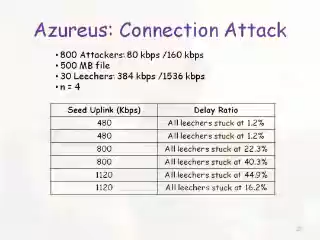 Azureus: Connection Attack
• 800 Attackers: 80 kbps /160 kbps
• 500 MB file
• 30 Leechers: 384 kbps /1536 kbps
• n = 4
Seed Uplink (Kbps) Delay Ratio
480 All leechers stuck at 1.2%
480 All leechers stuck at 1.2%
800 All leechers stuck at 22.3%
800 All leechers stuck at 40.3%
1120 All leechers stuck at 44.9%
1120 All leechers stuck at 16.2%